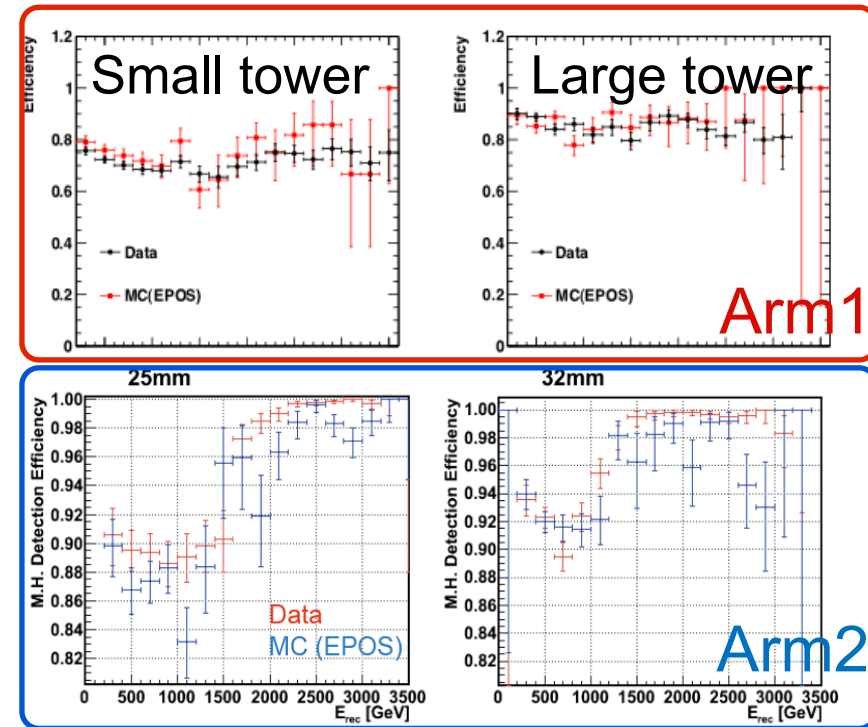 Small tower
Efficiency
1.2
1
0.8
0.6
0.4
0.2
0
Data
MC(EPOS)
Large tower
Efficiency
1.2
1
0.8
0.6
0.4
0.2
0
Data
MC(EPOS)
Arm1
25mm
M.H. Detection Efficiency
1.00
0.98
0.96
0.94
0.92
0.90
0.88
0.86
0.84
0.82
Data
MC (EPOS)
0 500 1000 1500 2000 2500 3000 3500
Erec [GeV]
32mm
M.H. Detection Efficiency
1.00
0.98
0.96
0.94
0.92
0.90
0.88
0.86
0.84
0.82
0 500 1000 1500 2000 2500 3000 3500
Erec [GeV]
Arm2